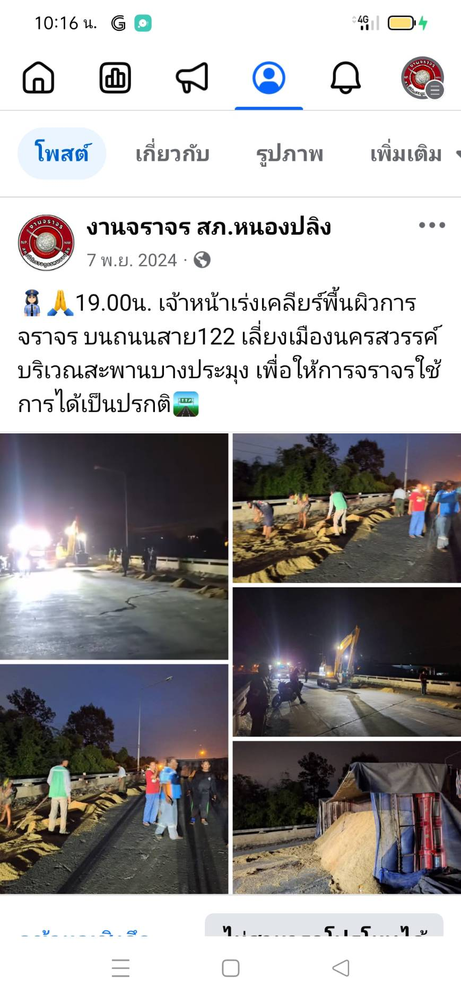 10:16 น.
4G
โพสต์
เกี่ยวกับ
รูปภาพ
เพิ่มเติม
งานจราจร สภ.หนองปลิง
7 พ.ย. 2024 ·
19.00น. เจ้าหน้าเร่งเคลียร์พื้นผิวการ
จราจร บนถนนสาย122 เลี่ยงเมืองนครสวรรค์
บริเวณสะพานบางประมุง เพื่อให้การจราจรใช้
การได้เป็นปรกติ